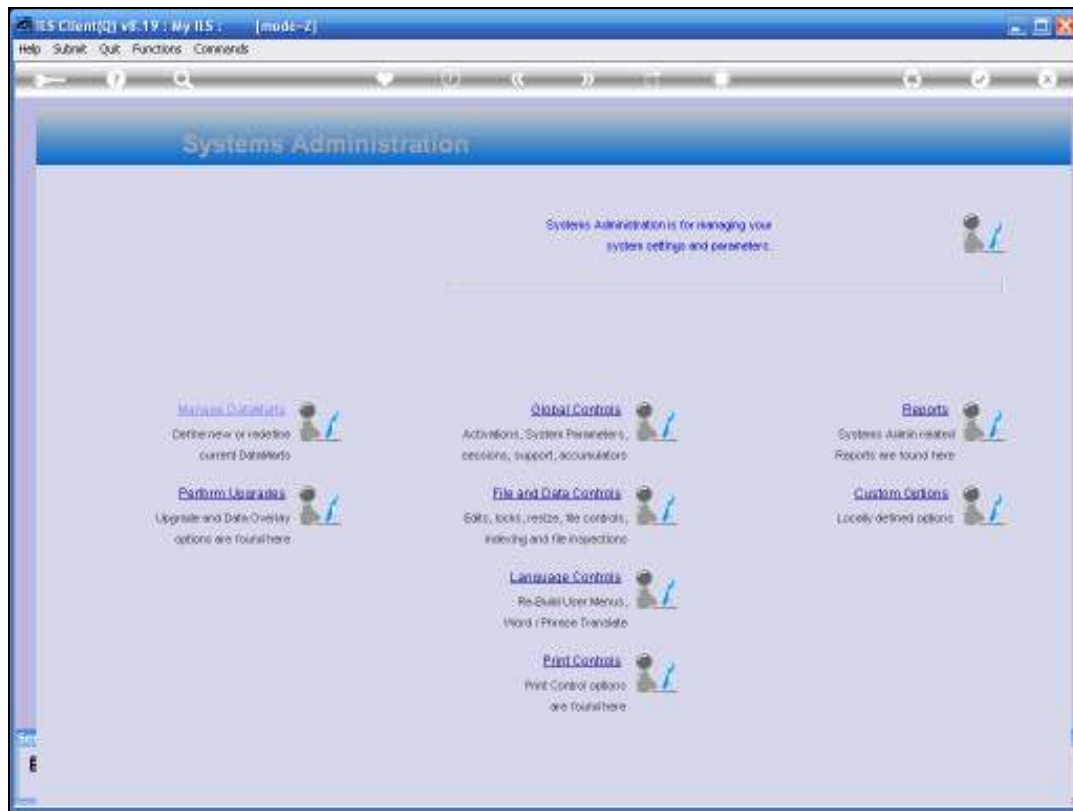 IES Client(Q) v8.19 : My IES : [mode-Z]
Help Submit Quit Functions Commands
Systems Administration
Systems Administration is for managing your
system settings and parameters.
Manage DataMarts
Define new or redefine
current DataMarts
Global Controls
Activations, System Parameters,
sessions, support, accumulators
Reports
Systems Admin related
Reports are found here
Perform Upgrades
Upgrade and Data Overlay
options are found here
File and Data Controls
Edits, locks, resize, file controls,
indexing and file inspections
Custom Options
Locally defined options
Language Controls
Re-Build User Menus,
Word / Phrase Translate
Print Controls
Print Control options
are found here